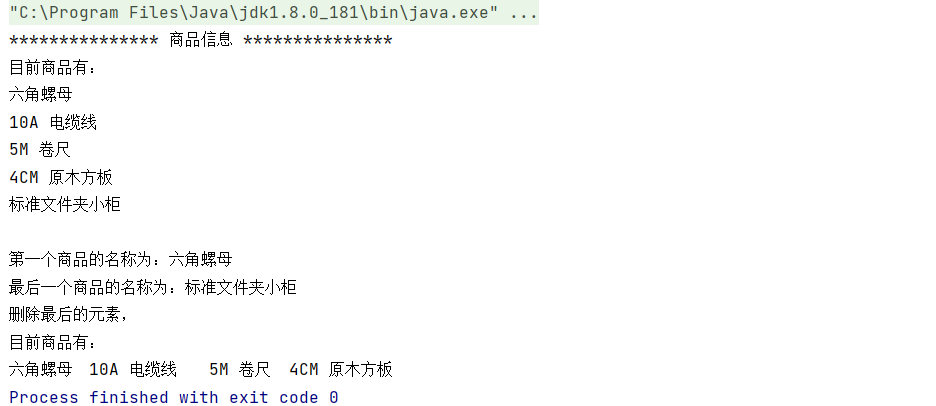 "C:\Program Files\Java\jdk1.8.0_181\bin\java.exe" ...
*************** 商品信息 ***************
目前商品有：
六角螺母
10A 电缆线
5M 卷尺
4CM 原木方板
标准文件夹小柜
第一个商品的名称为：六角螺母
最后一个商品的名称为：标准文件夹小柜
删除最后的元素，
目前商品有：
六角螺母 10A 电缆线 5M 卷尺 4CM 原木方板
Process finished with exit code 0